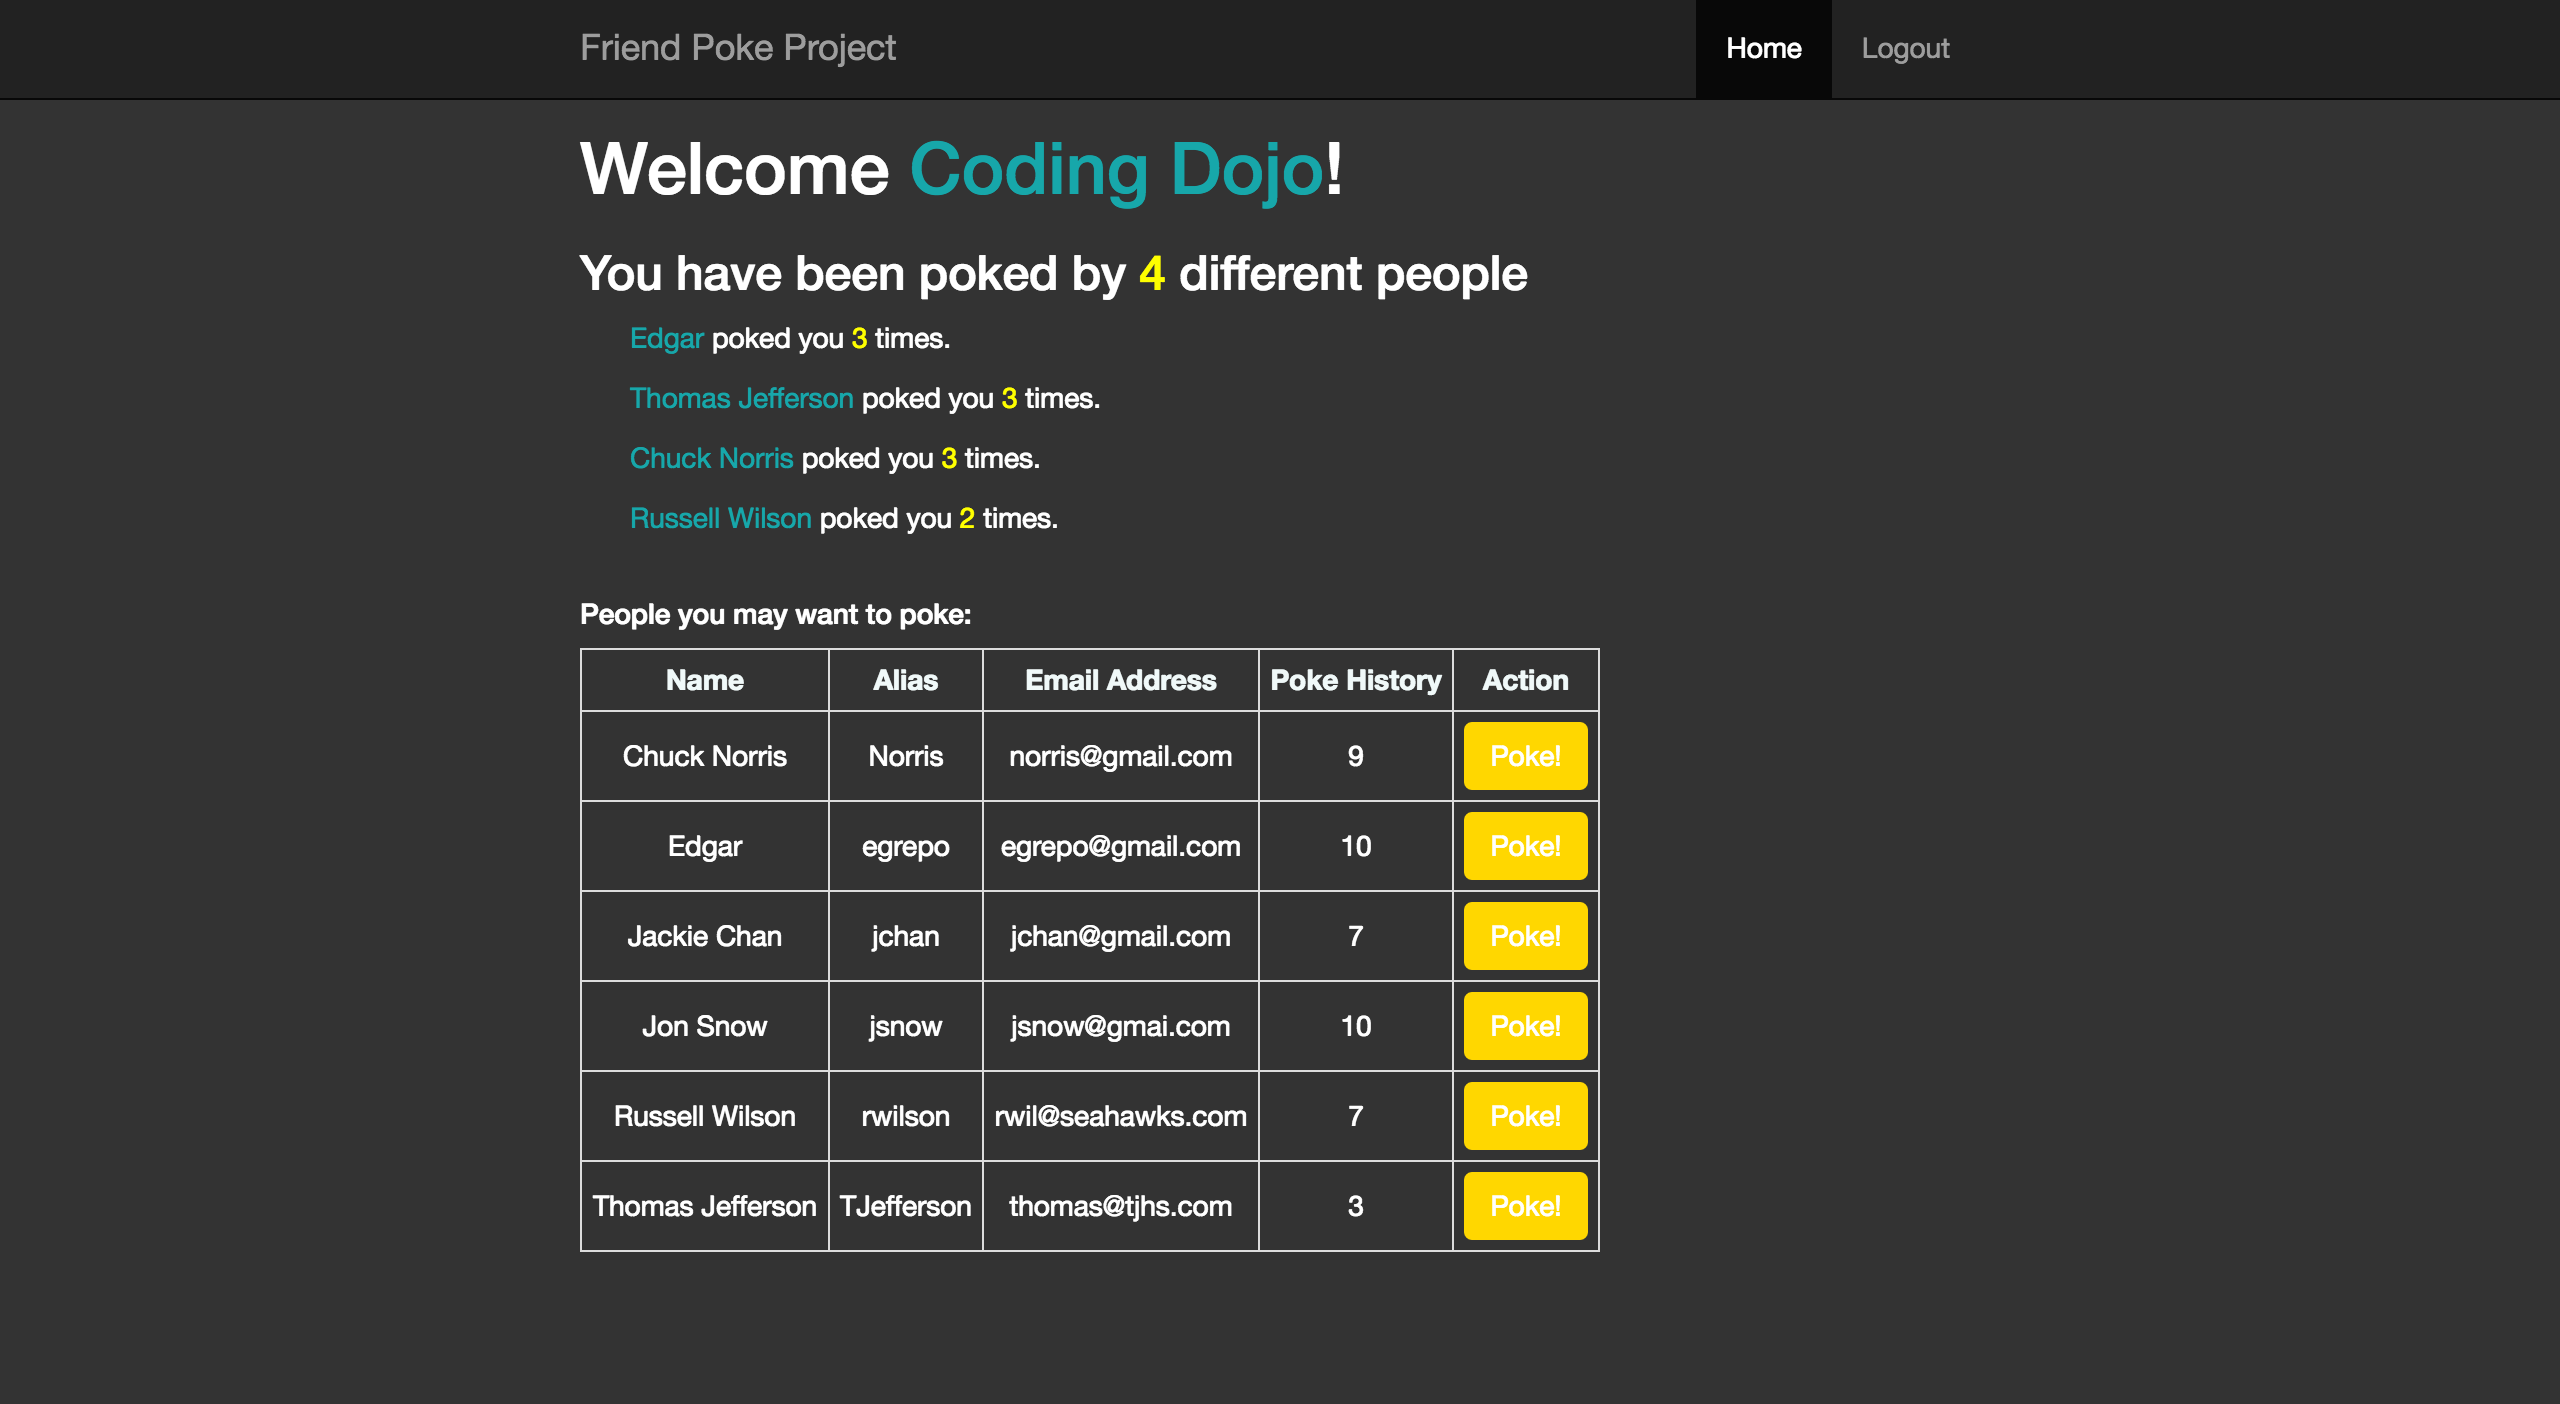 Friend Poke Project Home Logout
Welcome Coding Dojo!
You have been poked by 4 different people
Edgar poked you 3 times.
Thomas Jefferson poked you 3 times.
Chuck Norris poked you 3 times.
Russell Wilson poked you 2 times.
People you may want to poke:
Name Alias Email Address Poke History Action
Chuck Norris Norris norris@gmail.com 9 Poke!
Edgar egrepo egrepo@gmail.com 10 Poke!
Jackie Chan jchan jchan@gmail.com 7 Poke!
Jon Snow jsnow jsnow@gmai.com 10 Poke!
Russell Wilson rwilson rwil@seahawks.com 7 Poke!
Thomas Jefferson TJefferson thomas@tjhs.com 3 Poke!